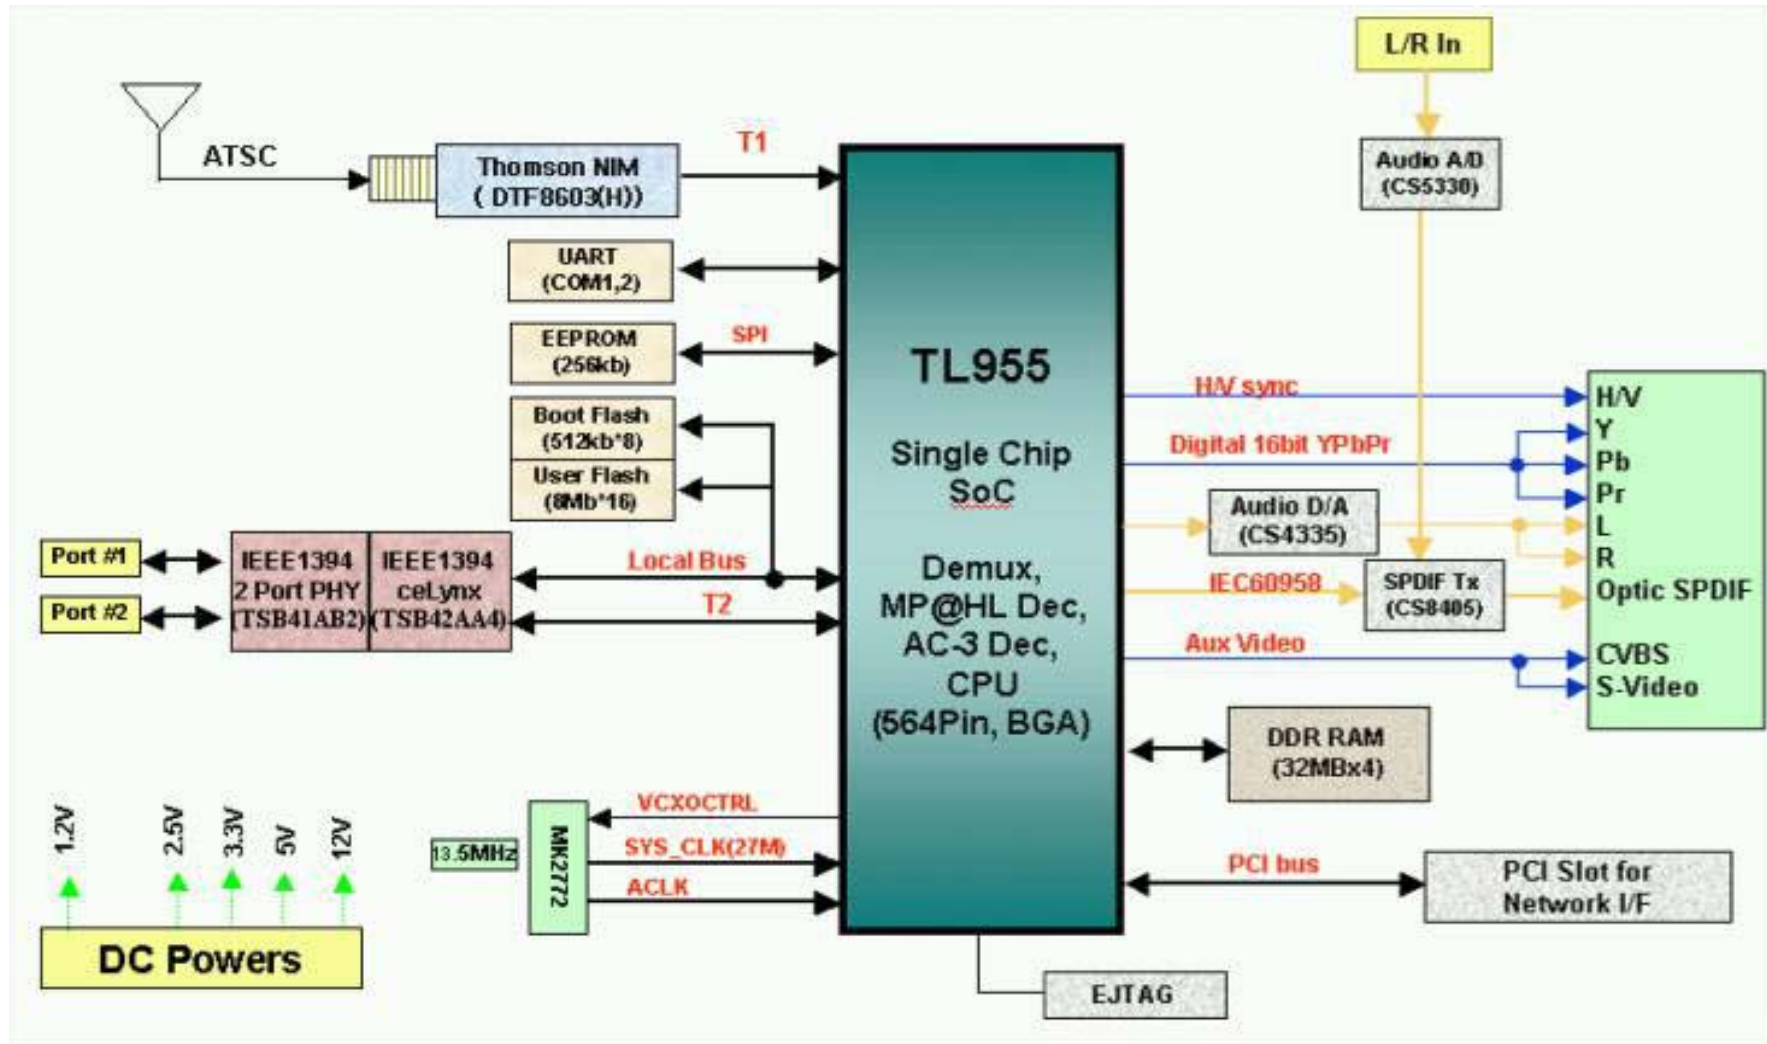 L/R In
ATSC
Thomson NIM
( DTF8603(H))
T1
Audio A/D
(CS5330)
UART
(COM1,2)
EEPROM
(256kb)
SPI
Boot Flash
(512kb*8)
User Flash
(8Mb*16)
TL955
Single Chip
SoC
Demux,
MP@HL Dec,
AC-3 Dec,
CPU
(564Pin, BGA)
H/V sync
Digital 16bit YPbPr
Audio D/A
(CS4335)
IEC60958
SPDIF Tx
(CS8405)
Aux Video
H/V
Y
Pb
Pr
L
R
Optic SPDIF
CVBS
S-Video
Port #1
Port #2
IEEE1394
2 Port PHY
(TSB41AB2)
IEEE1394
ceLynx
(TSB42AA4)
Local Bus
T2
DDR RAM
(32MBx4)
1.2V
2.5V
3.3V
5V
12V
DC Powers
13.5MHz
MK2772
VCXOCTRL
SYS_CLK(27M)
ACLK
PCI bus
PCI Slot for
Network I/F
EJTAG